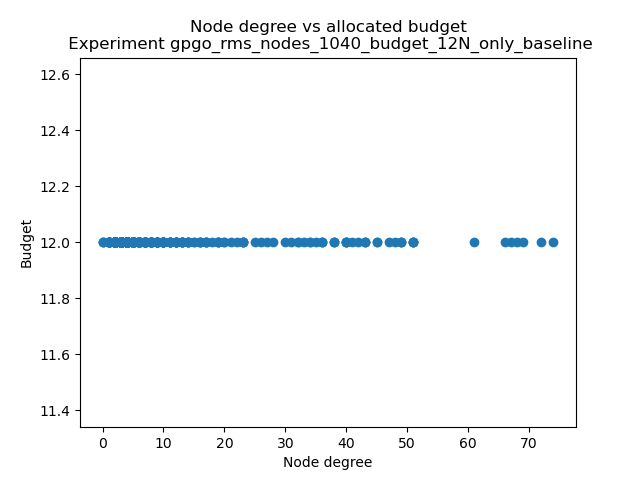 Node degree vs allocated budget
Experiment gpgo_rms_nodes_1040_budget_12N_only_baseline
12.6
12.4
12.2
12.0
11.8
11.6
11.4
Budget
0 10 20 30 40 50 60 70
Node degree